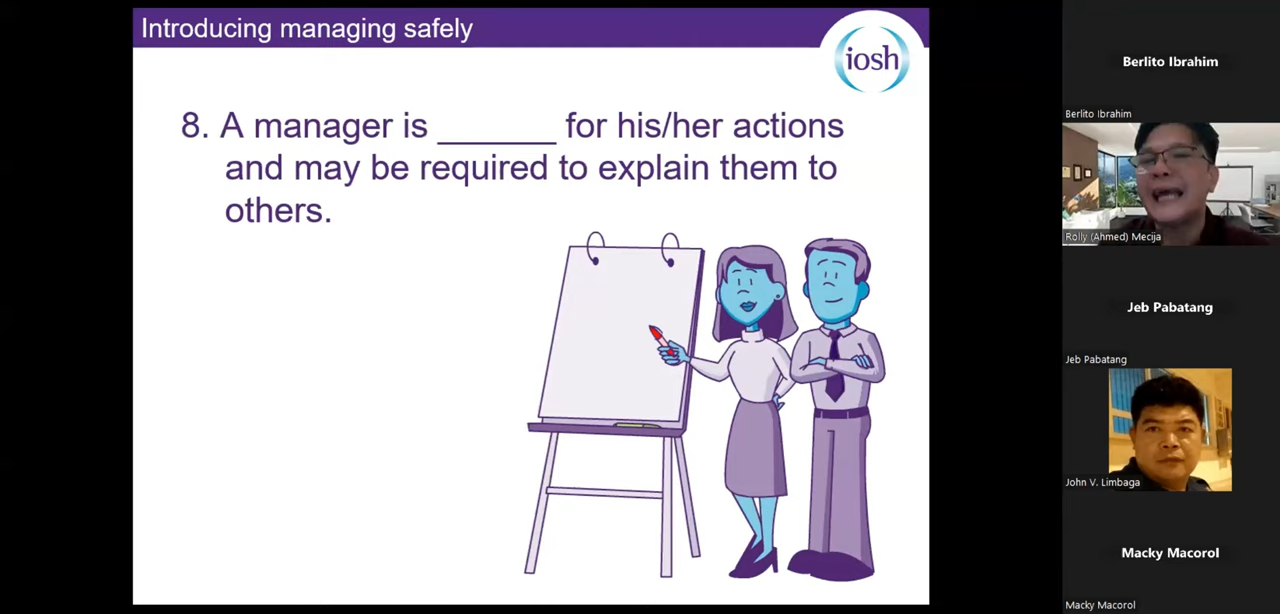 Introducing managing safely
iosh
8. A manager is ______ for his/her actions
and may be required to explain them to
others.
Berlito Ibrahim
Berlito Ibrahim
Rolly (Ahmed) Mecija
Jeb Pabatang
Jeb Pabatang
John V. Limbaga
Macky Macorol
Macky Macorol